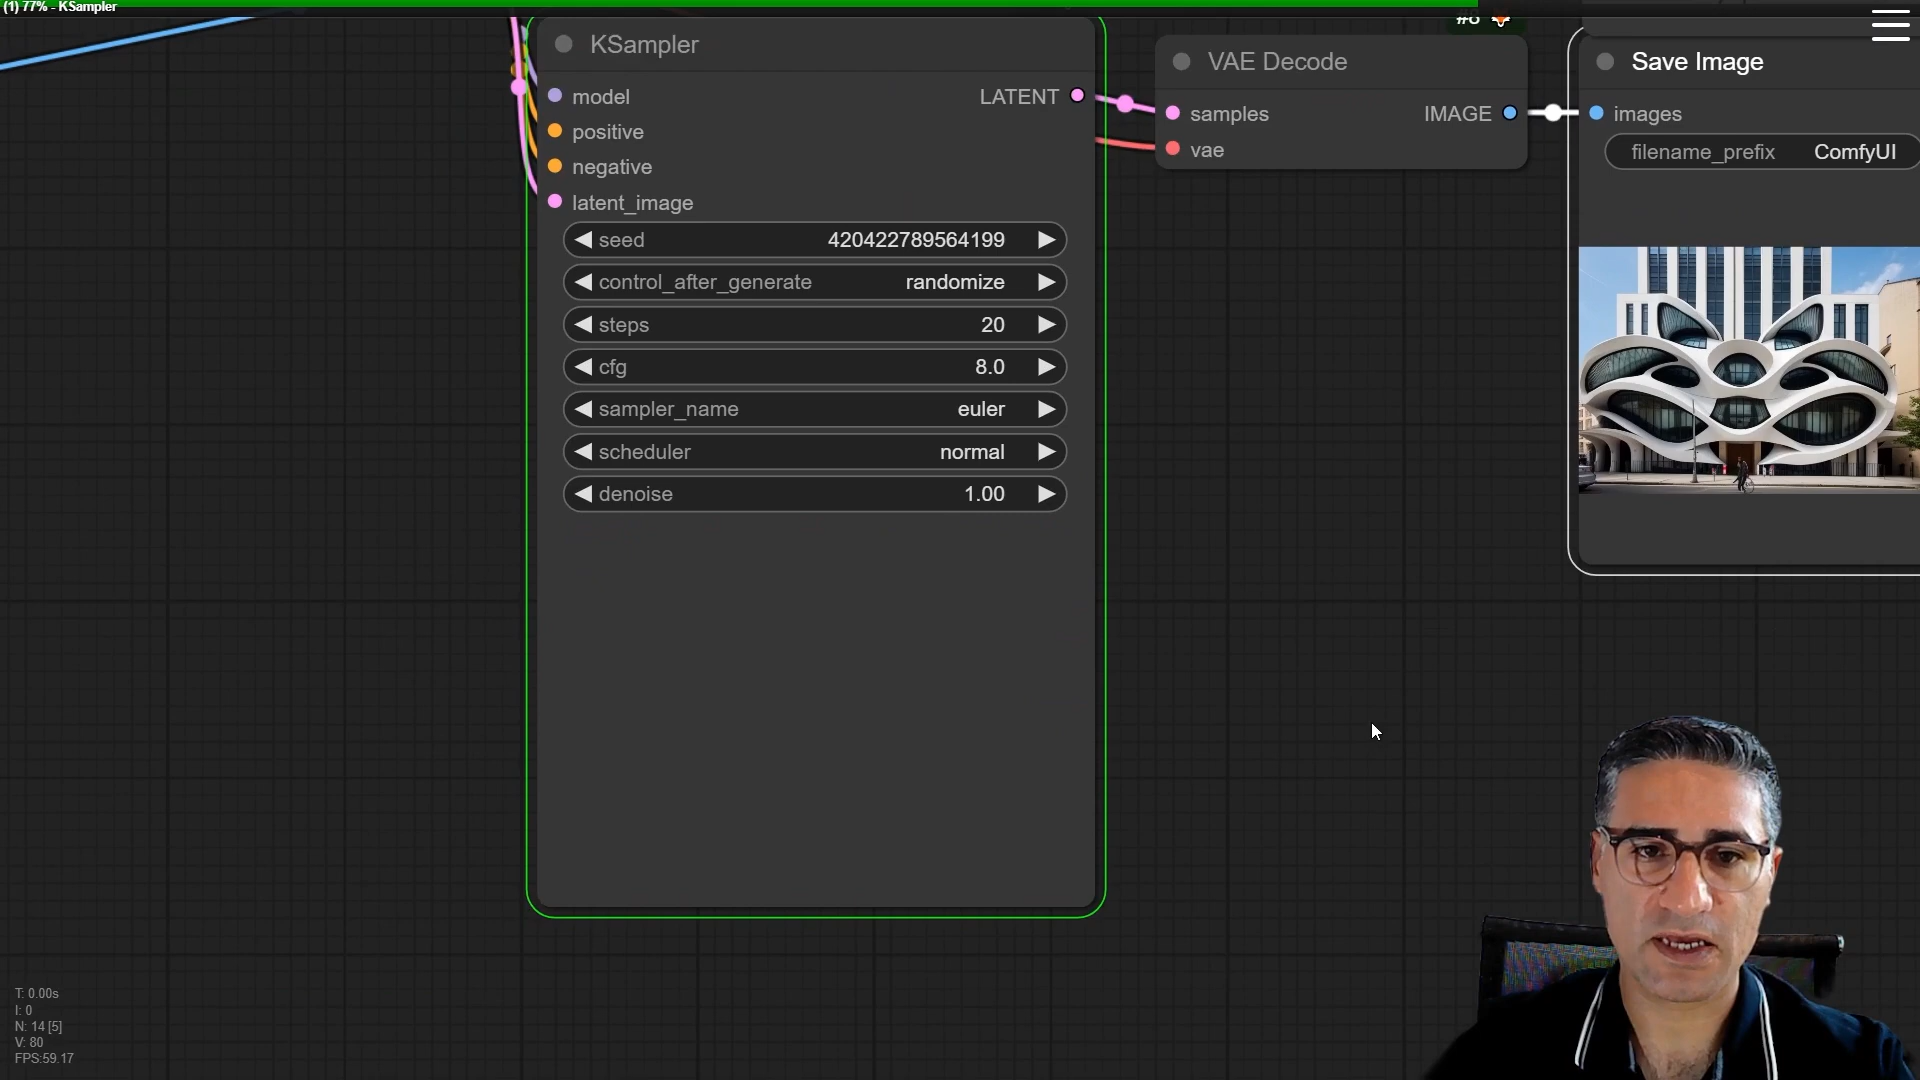 (1) 77% - KSampler
#8
KSampler
model
LATENT
positive
negative
latent_image
seed 420422789564199
control_after_generate randomize
steps 20
cfg 8.0
sampler_name euler
scheduler normal
denoise 1.00
VAE Decode
samples
IMAGE
vae
Save Image
images
filename_prefix ComfyUI
T: 0.00s
I: 0
N: 14 [5]
V: 80
FPS:59.17